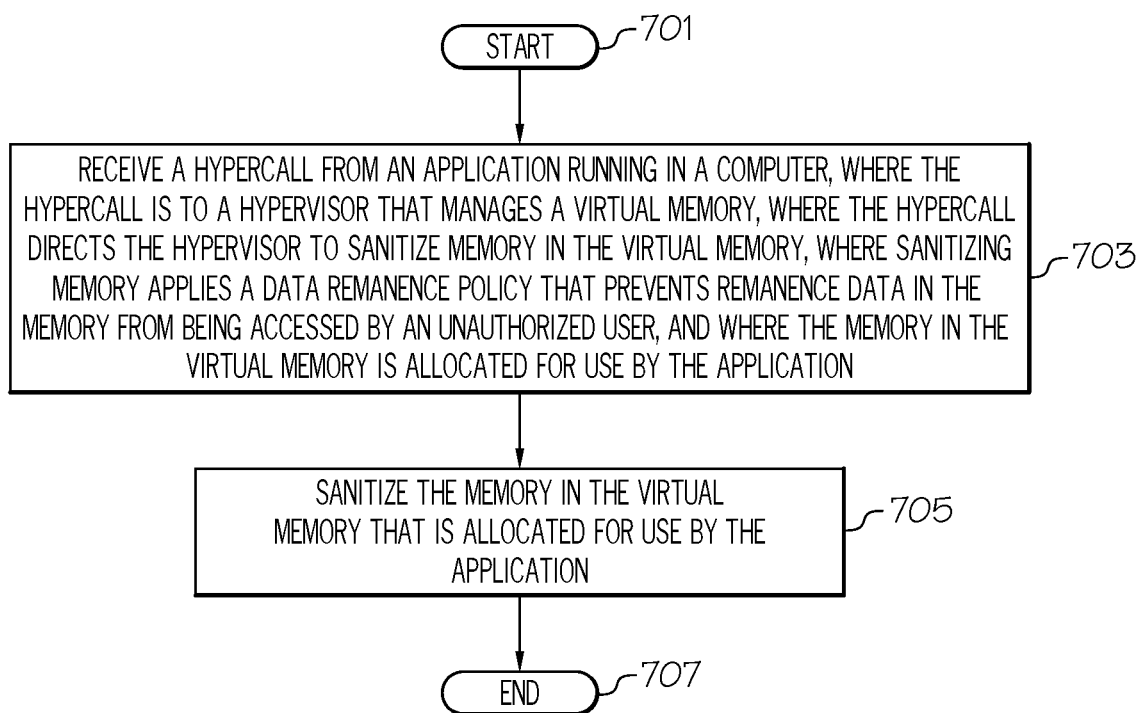 START
701
RECEIVE A HYPERCALL FROM AN APPLICATION RUNNING IN A COMPUTER, WHERE THE
HYPERCALL IS TO A HYPERVISOR THAT MANAGES A VIRTUAL MEMORY, WHERE THE HYPERCALL
DIRECTS THE HYPERVISOR TO SANITIZE MEMORY IN THE VIRTUAL MEMORY, WHERE SANITIZING
MEMORY APPLIES A DATA REMANENCE POLICY THAT PREVENTS REMANENCE DATA IN THE
MEMORY FROM BEING ACCESSED BY AN UNAUTHORIZED USER, AND WHERE THE MEMORY IN THE
VIRTUAL MEMORY IS ALLOCATED FOR USE BY THE APPLICATION
703
SANITIZE THE MEMORY IN THE VIRTUAL
MEMORY THAT IS ALLOCATED FOR USE BY THE
APPLICATION
705
END
707